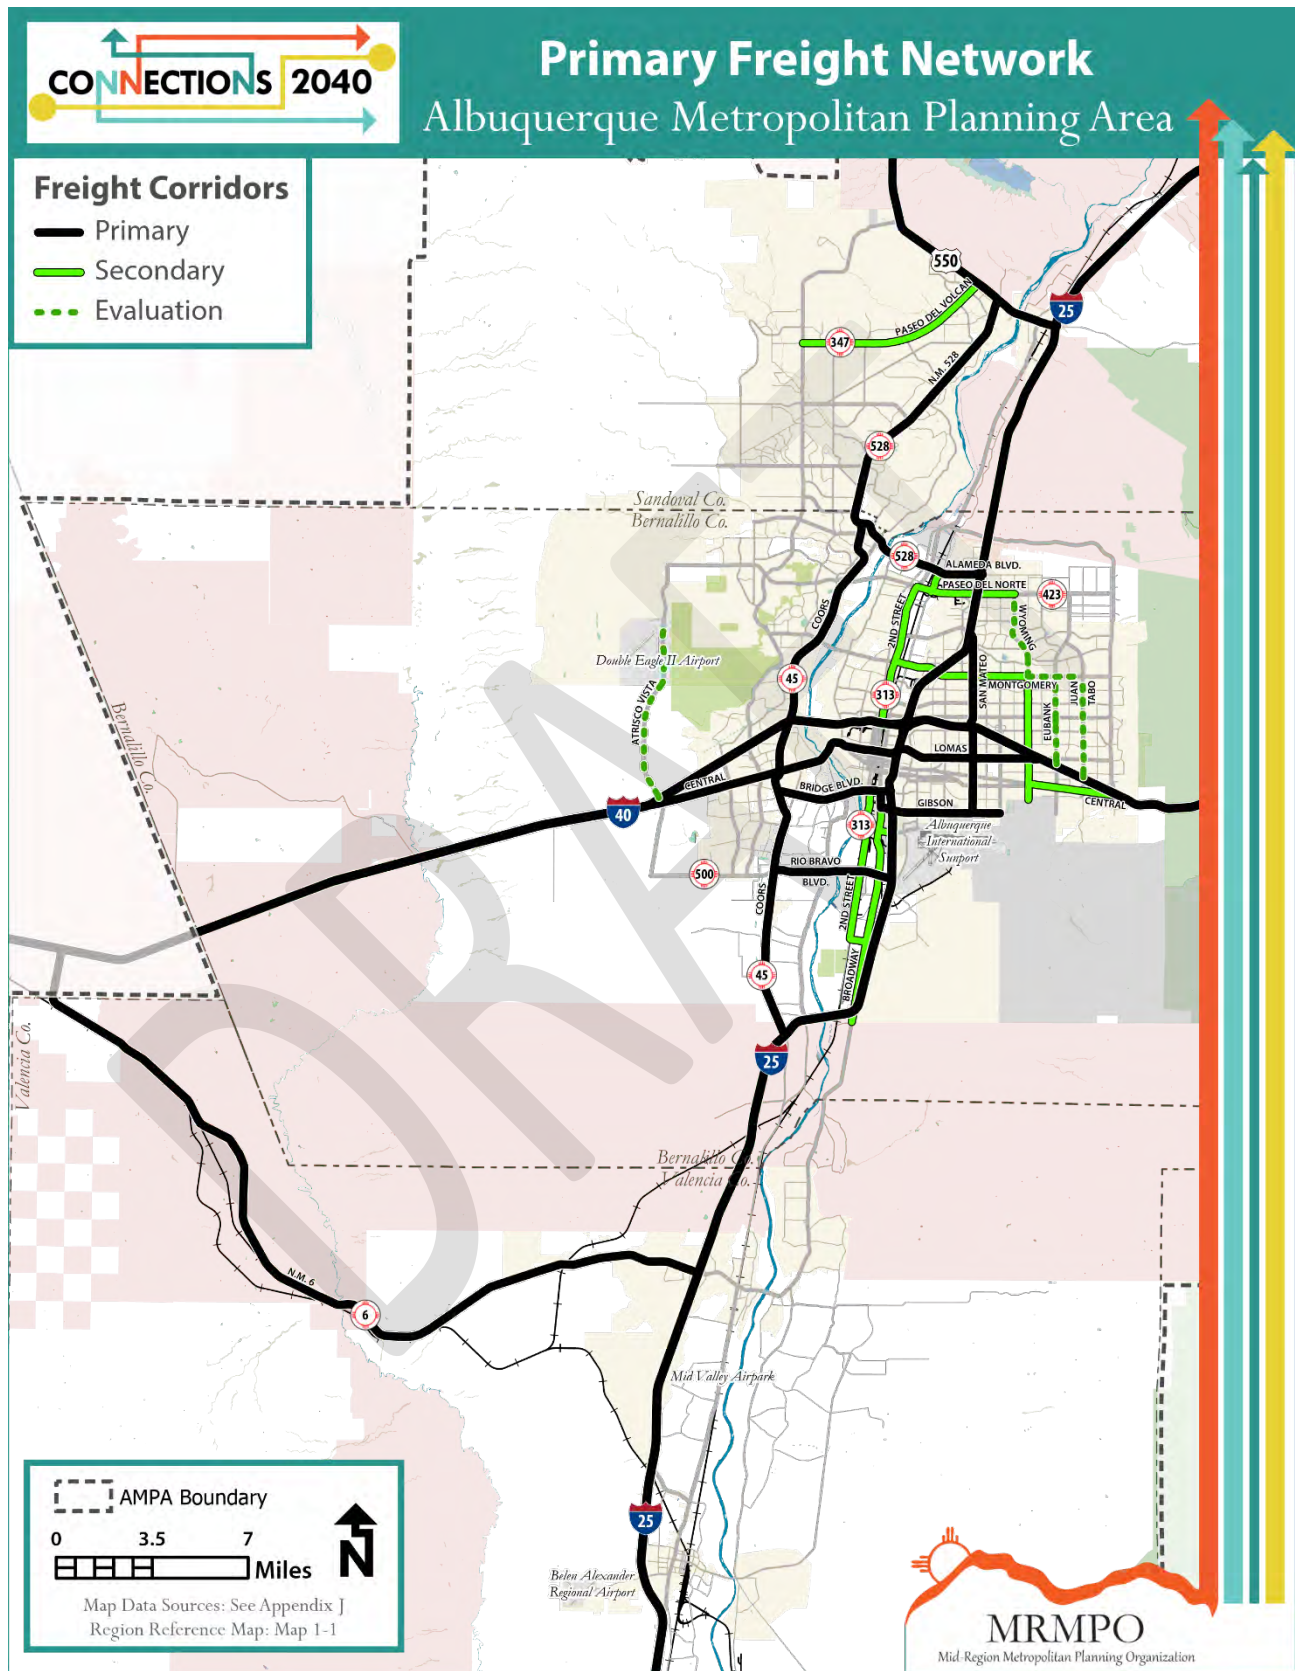 CONNECTIONS 2040
Primary Freight Network
Albuquerque Metropolitan Planning Area
Freight Corridors
Primary
Secondary
Evaluation
550
25
PASEO DEL VOLCAN
347
N.M. 528
528
Sandoval Co.
Bernalillo Co.
528
ALAMEDA BLVD.
PASEO DEL NORTE
423
COORS
2ND STREET
WYOMING
Double Eagle II Airport
45
SAN MATEO
MONTGOMERY
JUAN
TABO
313
ATRISCO VISTA
EUBANK
Bernalillo Co.
LOMAS
CENTRAL
BRIDGE BLVD.
GIBSON
CENTRAL
40
313
Albuquerque
International
Sunport
RIO BRAVO
BLVD.
500
COORS
2ND STREET
45
BROADWAY
25
Valencia Co.
Bernalillo Co.
Valencia Co.
N.M. 6
6
Mid Valley Airpark
25
Belen Alexander
Regional Airport
DRAFT
AMPA Boundary
0 3.5 7
Miles
N
Map Data Sources: See Appendix J
Region Reference Map: Map 1-1
MRMPO
Mid-Region Metropolitan Planning Organization